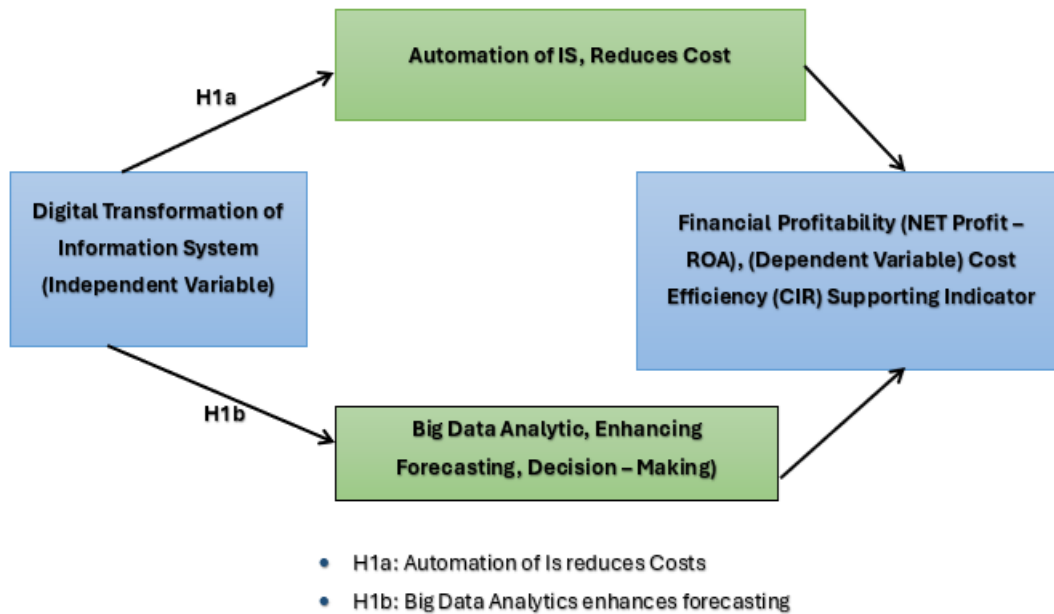 Automation of IS, Reduces Cost
H1a
Digital Transformation of
Information System
(Independent Variable)
Financial Profitability (NET Profit –
ROA), (Dependent Variable) Cost
Efficiency (CIR) Supporting Indicator
H1b
Big Data Analytic, Enhancing
Forecasting, Decision – Making)
• H1a: Automation of Is reduces Costs
• H1b: Big Data Analytics enhances forecasting